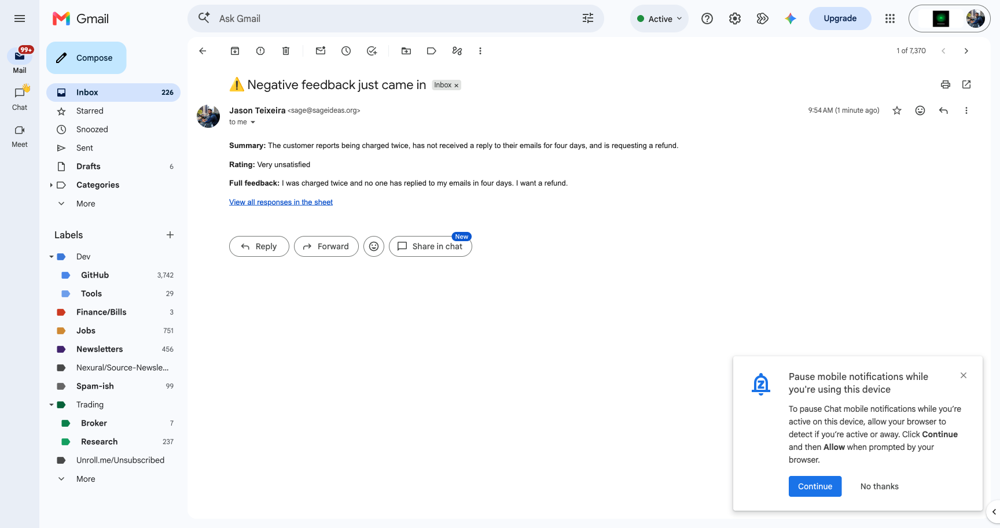 99+
Mail
Chat
Meet
Gmail
Compose
Inbox 226
Starred
Snoozed
Sent
Drafts 6
Categories
More
Labels
Dev
GitHub 3,742
Tools 29
Finance/Bills 3
Jobs 751
Newsletters 456
Nexural/Source-Newsle...
Spam-ish 99
Trading
Broker 7
Research 237
Unroll.me/Unsubscribed
More
Ask Gmail
Active
Upgrade
1 of 7,370
⚠️ Negative feedback just came in Inbox ×
Jason Teixeira <sage@sageideas.org> 9:54 AM (1 minute ago)
to me
Summary: The customer reports being charged twice, has not received a reply to their emails for four days, and is requesting a refund.
Rating: Very unsatisfied
Full feedback: I was charged twice and no one has replied to my emails in four days. I want a refund.
View all responses in the sheet
New
Reply Forward Share in chat
Pause mobile notifications while
you're using this device
To pause Chat mobile notifications while you’re
active on this device, allow your browser to
detect if you’re active or away. Click Continue
and then Allow when prompted by your
browser.
Continue No thanks